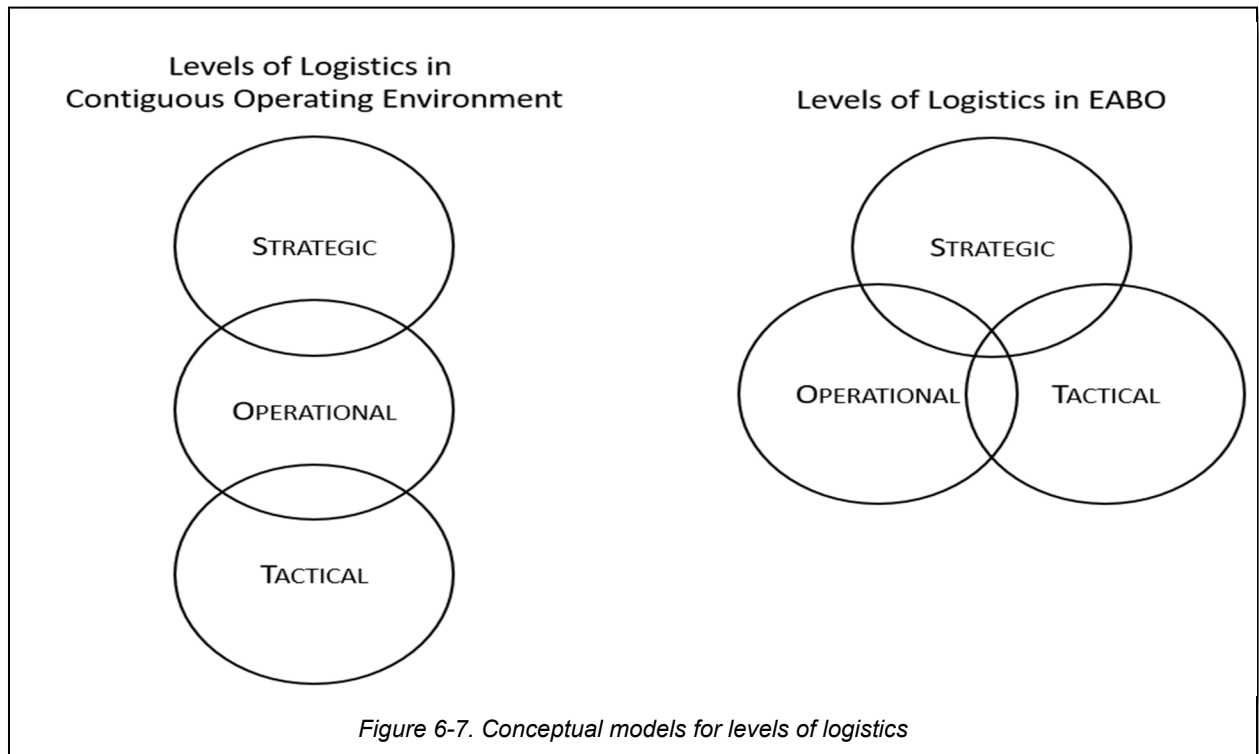 Levels of Logistics in
Contiguous Operating Environment
STRATEGIC
OPERATIONAL
TACTICAL
Levels of Logistics in EABO
STRATEGIC
OPERATIONAL
TACTICAL
Figure 6-7. Conceptual models for levels of logistics